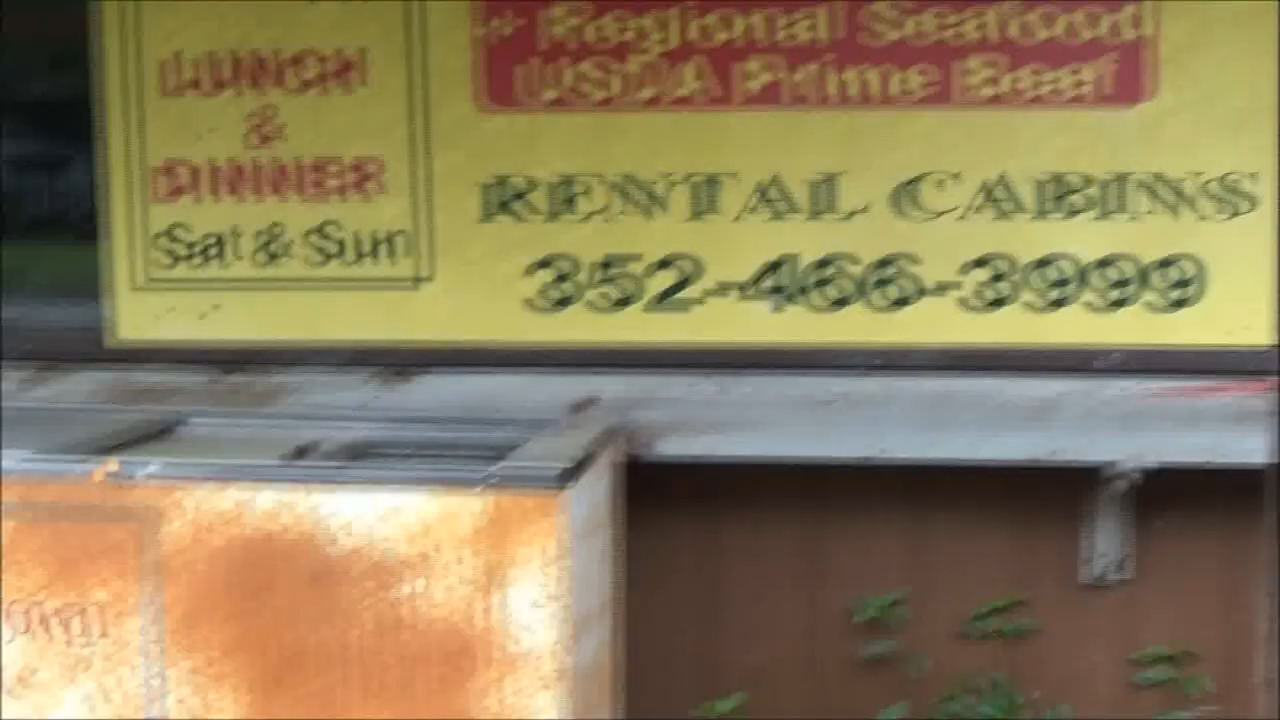 LUNCH
&
DINNER
Sat & Sun
Regional Seafood
USDA Prime Beef
RENTAL CABINS
352-466-3999